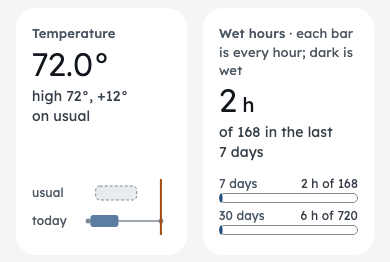 Temperature
72.0°
high 72°, +12°
on usual
usual
today
Wet hours · each bar
is every hour; dark is
wet
2 h
of 168 in the last
7 days
7 days 2 h of 168
30 days 6 h of 720